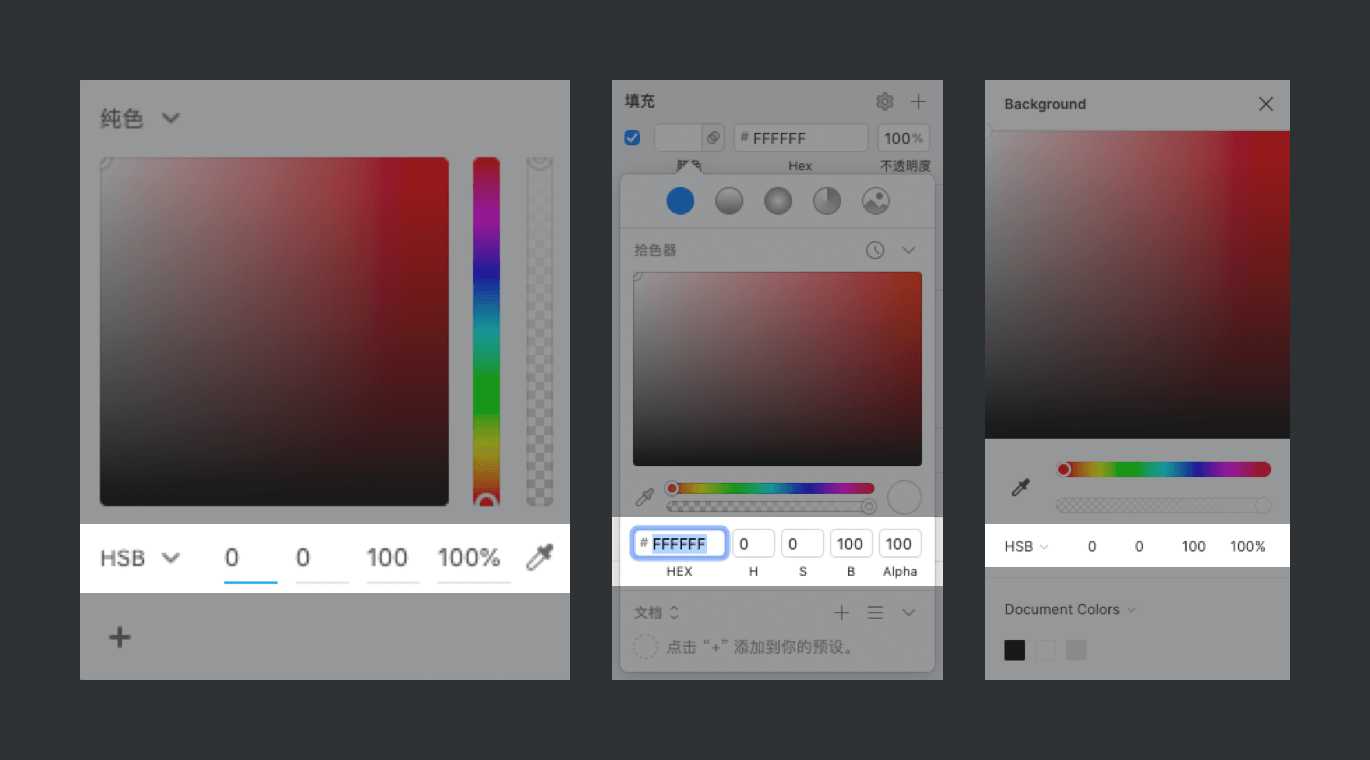 纯色
HSB 0 0 100 100%
填充
# FFFFFF 100%
颜色 Hex 不透明度
拾色器
# FFFFFF 0 0 100 100
HEX H S B Alpha
文档
点击 “+” 添加到你的预设。
Background
HSB 0 0 100 100%
Document Colors